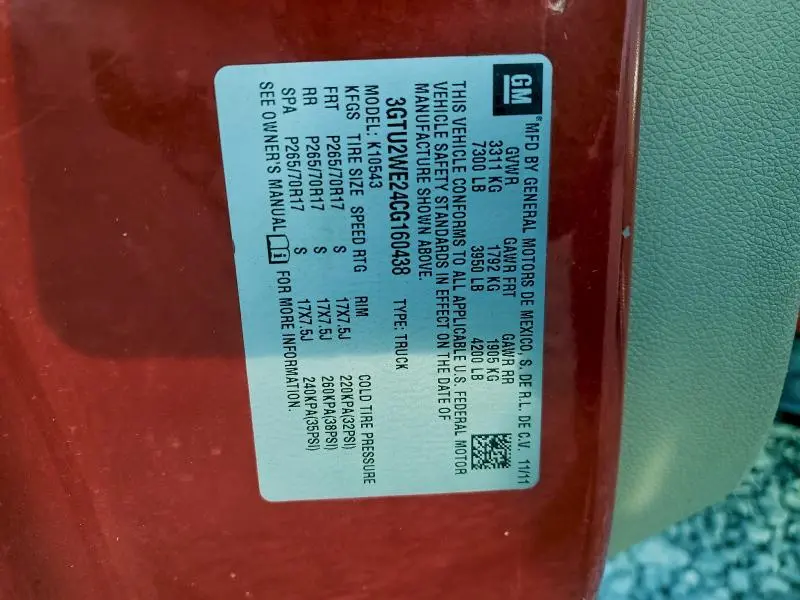 GM
® MFD BY GENERAL MOTORS DE MEXICO, S. DE R.L. DE C.V. 11/11
GVWR GAWR FRT GAWR RR
3311 KG 1792 KG 1905 KG
7300 LB 3950 LB 4200 LB
THIS VEHICLE CONFORMS TO ALL APPLICABLE U.S. FEDERAL MOTOR
VEHICLE SAFETY STANDARDS IN EFFECT ON THE DATE OF
MANUFACTURE SHOWN ABOVE.
3GTU2WE24CG160438 TYPE: TRUCK
MODEL: K10543
KFGS TIRE SIZE SPEED RTG RIM COLD TIRE PRESSURE
FRT P265/70R17 S 17X7.5J 220KPA(32PSI)
RR P265/70R17 S 17X7.5J 260KPA(38PSI)
SPA P265/70R17 S 17X7.5J 240KPA(35PSI)
SEE OWNER'S MANUAL FOR MORE INFORMATION.